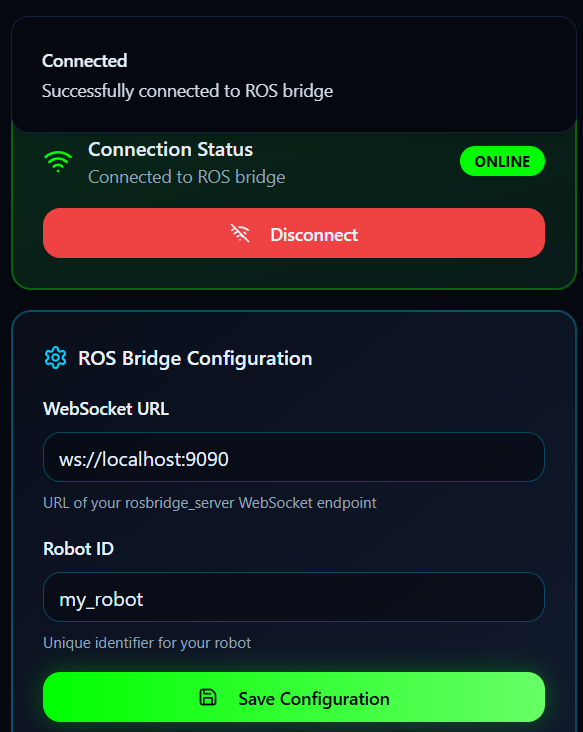 Connected
Successfully connected to ROS bridge
Connection Status
Connected to ROS bridge
ONLINE
Disconnect
ROS Bridge Configuration
WebSocket URL
ws://localhost:9090
URL of your rosbridge_server WebSocket endpoint
Robot ID
my_robot
Unique identifier for your robot
Save Configuration